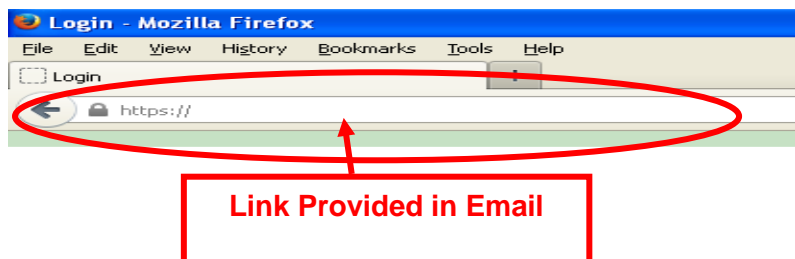 Login - Mozilla Firefox
File Edit View History Bookmarks Tools Help
Login +
https://
Link Provided in Email